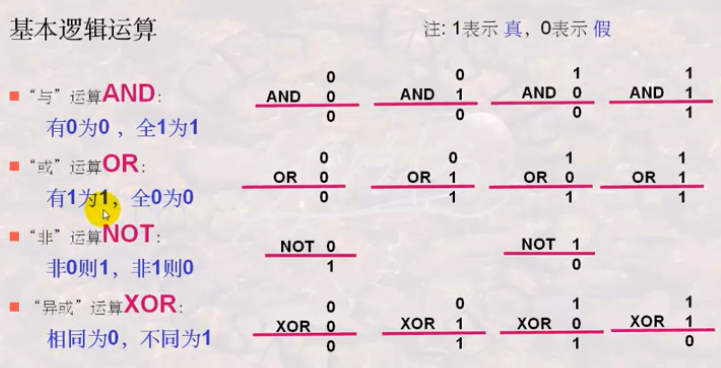 基本逻辑运算
注: 1表示 真，0表示 假
“与”运算AND:
有0为0，全1为1
0
AND 0
0
0
AND 1
0
1
AND 0
0
1
AND 1
1
“或”运算OR:
有1为1，全0为0
0
OR 0
0
0
OR 1
1
1
OR 0
1
1
OR 1
1
“非”运算NOT:
非0则1，非1则0
NOT 0
1
NOT 1
0
“异或”运算XOR:
相同为0，不同为1
0
XOR 0
0
0
XOR 1
1
1
XOR 0
1
1
XOR 1
0